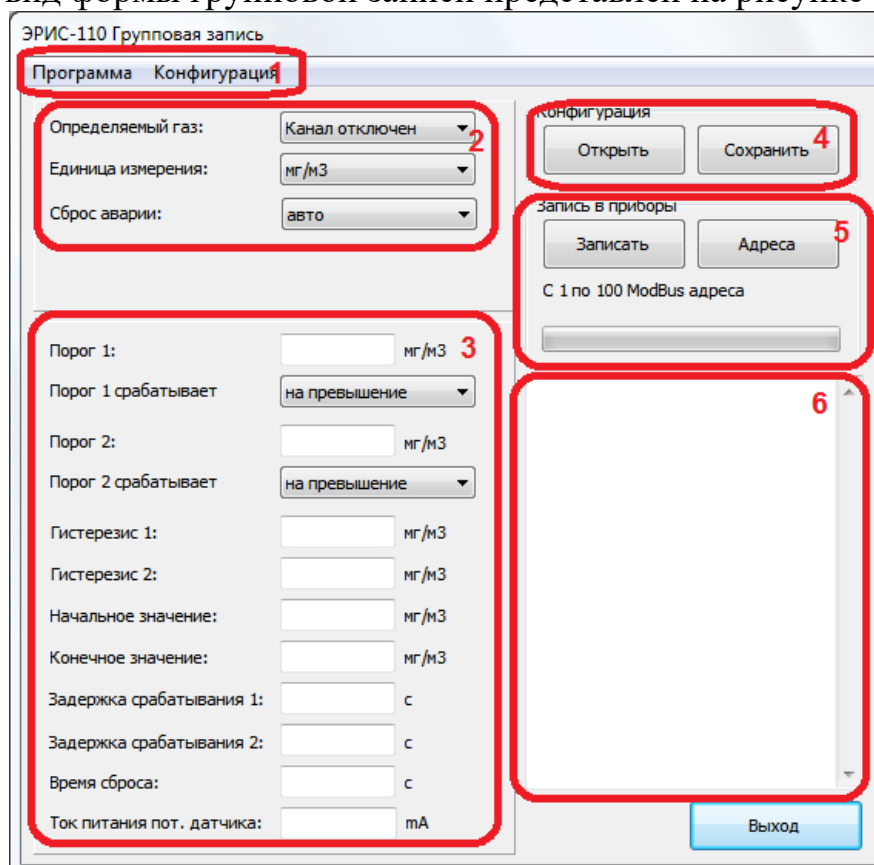 вид формы групповой записи представлен на рисунке
ЭРИС-110 Групповая запись
Программа Конфигурация
1
Определяемый газ: Канал отключен
2
Единица измерения: мг/м3
Сброс аварии: авто
Конфигурация
Открыть Сохранить
4
Запись в приборы
Записать Адреса
5
С 1 по 100 ModBus адреса
Порог 1: мг/м3
3
Порог 1 срабатывает на превышение
Порог 2: мг/м3
Порог 2 срабатывает на превышение
Гистерезис 1: мг/м3
Гистерезис 2: мг/м3
Начальное значение: мг/м3
Конечное значение: мг/м3
Задержка срабатывания 1: с
Задержка срабатывания 2: с
Время сброса: с
Ток питания пот. датчика: mA
6
Выход